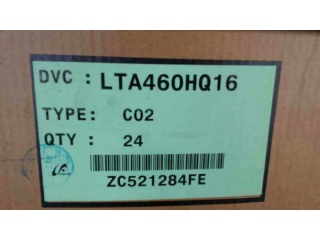 DVC : LTA460HQ16
TYPE: C02
QTY : 24
ZC521284FE